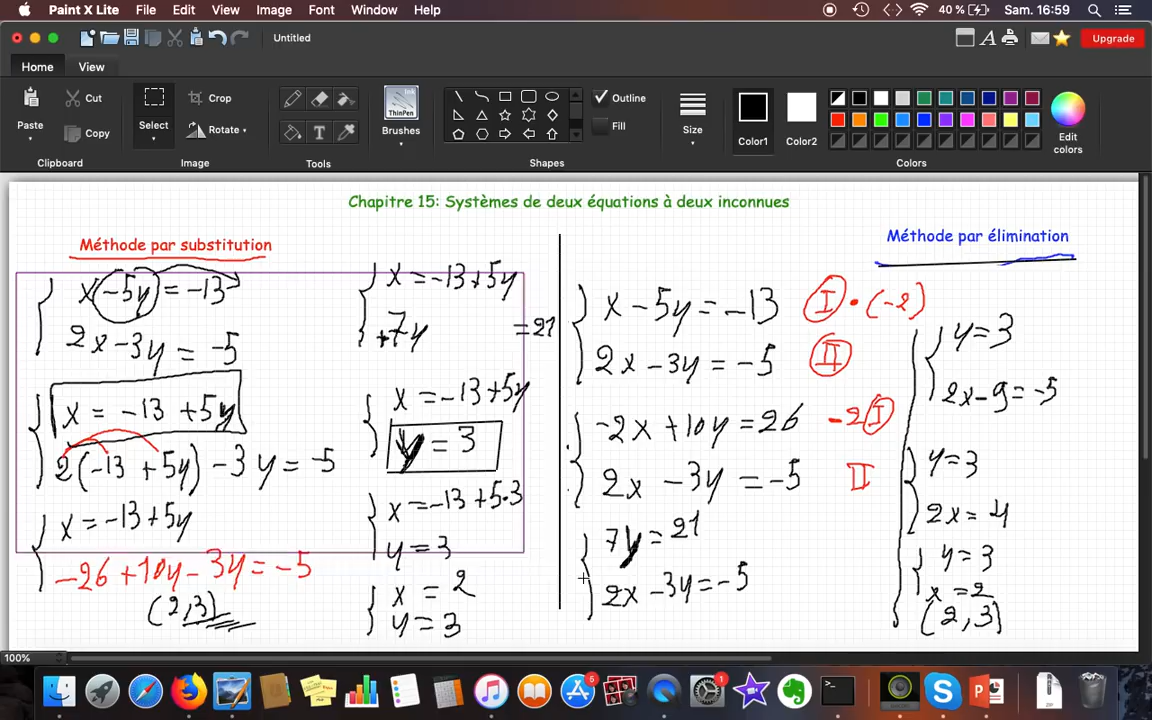 Paint X Lite File Edit View Image Font Window Help 40 % Sam. 16:59
Untitled Upgrade
Home View
Paste Cut Copy
Clipboard
Select Crop Rotate
Image
Tools
Ink
ThinPen
Brushes
Outline
Fill
Shapes
Size
Color1 Color2
Edit colors
Colors
Chapitre 15: Systèmes de deux équations à deux inconnues
Méthode par substitution
x -5y = -13
2x -3y = -5
x = -13 +5y
2(-13 +5y) -3y = -5
x = -13+5y
-26 +10y - 3y = -5
(2,3)
x = -13+5y
+7y = 21
x = -13+5y
y = 3
x = -13+5·3
y = 3
x = 2
y = 3
Méthode par élimination
x - 5y = -13 I · (-2)
2x -3y = -5 II
-2x +10y = 26 -2 I
2x -3y = -5 II
7y = 21
2x -3y = -5
y = 3
2x-9 = -5
y = 3
2x = 4
y = 3
x = 2
(2,3)
100%
5
1